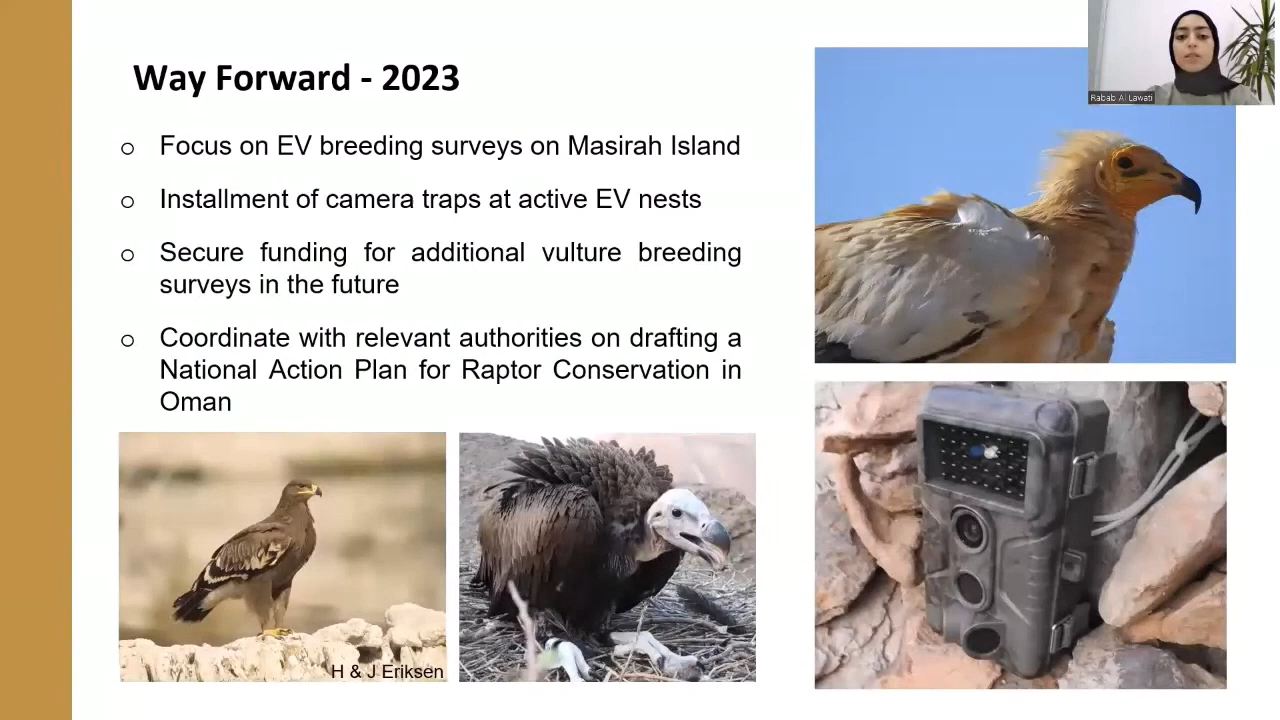 Rabab Al Lawati
Way Forward - 2023
o Focus on EV breeding surveys on Masirah Island
o Installment of camera traps at active EV nests
o Secure funding for additional vulture breeding
surveys in the future
o Coordinate with relevant authorities on drafting a
National Action Plan for Raptor Conservation in
Oman
H & J Eriksen